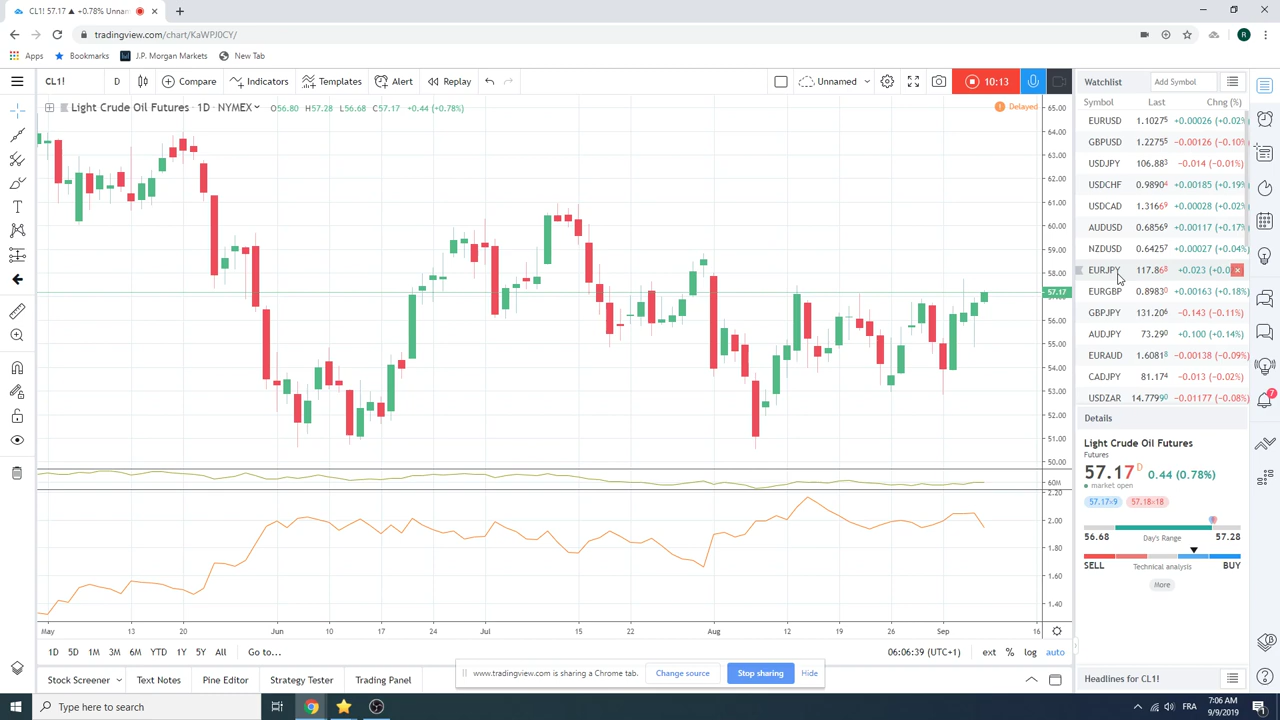 CL1! 57.17 ▲ +0.78% Unnan
tradingview.com/chart/KaWPJ0CY/
Apps Bookmarks J.P. Morgan Markets New Tab
CL1! D Compare Indicators Templates Alert Replay Unnamed 10:13
Light Crude Oil Futures · 1D · NYMEX O56.80 H57.28 L56.68 C57.17 +0.44 (+0.78%)
Delayed
65.00
64.00
63.00
62.00
61.00
60.00
59.00
58.00
57.17
56.00
55.00
54.00
53.00
52.00
51.00
50.00
60M
2.20
2.00
1.80
1.60
1.40
May 13 20 Jun 10 17 24 Jul 15 22 Aug 12 19 26 Sep 16
1D 5D 1M 3M 6M YTD 1Y 5Y All Go to... 06:06:39 (UTC+1) ext % log auto
Stock Screener Text Notes Pine Editor Strategy Tester Trading Panel
www.tradingview.com is sharing a Chrome tab. Change source Stop sharing Hide
Watchlist Add Symbol
Symbol Last Chng (%)
EURUSD 1.10275 +0.00026 (+0.02%
GBPUSD 1.22755 −0.00126 (−0.10%
USDJPY 106.883 −0.014 (−0.01%)
USDCHF 0.98904 +0.00185 (+0.19%
USDCAD 1.31669 +0.00028 (+0.02%
AUDUSD 0.68569 +0.00117 (+0.17%
NZDUSD 0.64257 +0.00027 (+0.04%
EURJPY 117.868 +0.023 (+0.0
EURGBP 0.89830 +0.00163 (+0.18%
GBPJPY 131.206 −0.143 (−0.11%)
AUDJPY 73.290 +0.100 (+0.14%)
EURAUD 1.60818 −0.00138 (−0.09%
CADJPY 81.174 −0.013 (−0.02%)
USDZAR 14.77990 −0.01177 (−0.08%
Details
Light Crude Oil Futures
Futures
57.17 D 0.44 (0.78%)
market open
57.17×9 57.18×18
56.68 Day's Range 57.28
SELL Technical analysis BUY
More
Headlines for CL1!
7
Type here to search
FRA
7:06 AM
9/9/2019
1
R